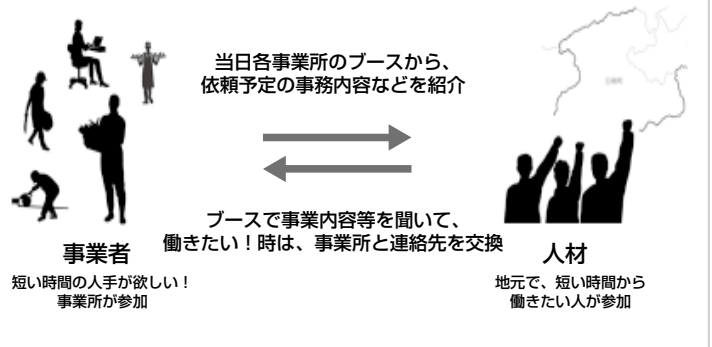 当日各事業所のブースから、
依頼予定の事務内容などを紹介
ブースで事業内容等を聞いて、
働きたい！時は、事業所と連絡先を交換
事業者
短い時間の人手が欲しい！
事業所が参加
人材
地元で、短い時間から
働きたい人が参加